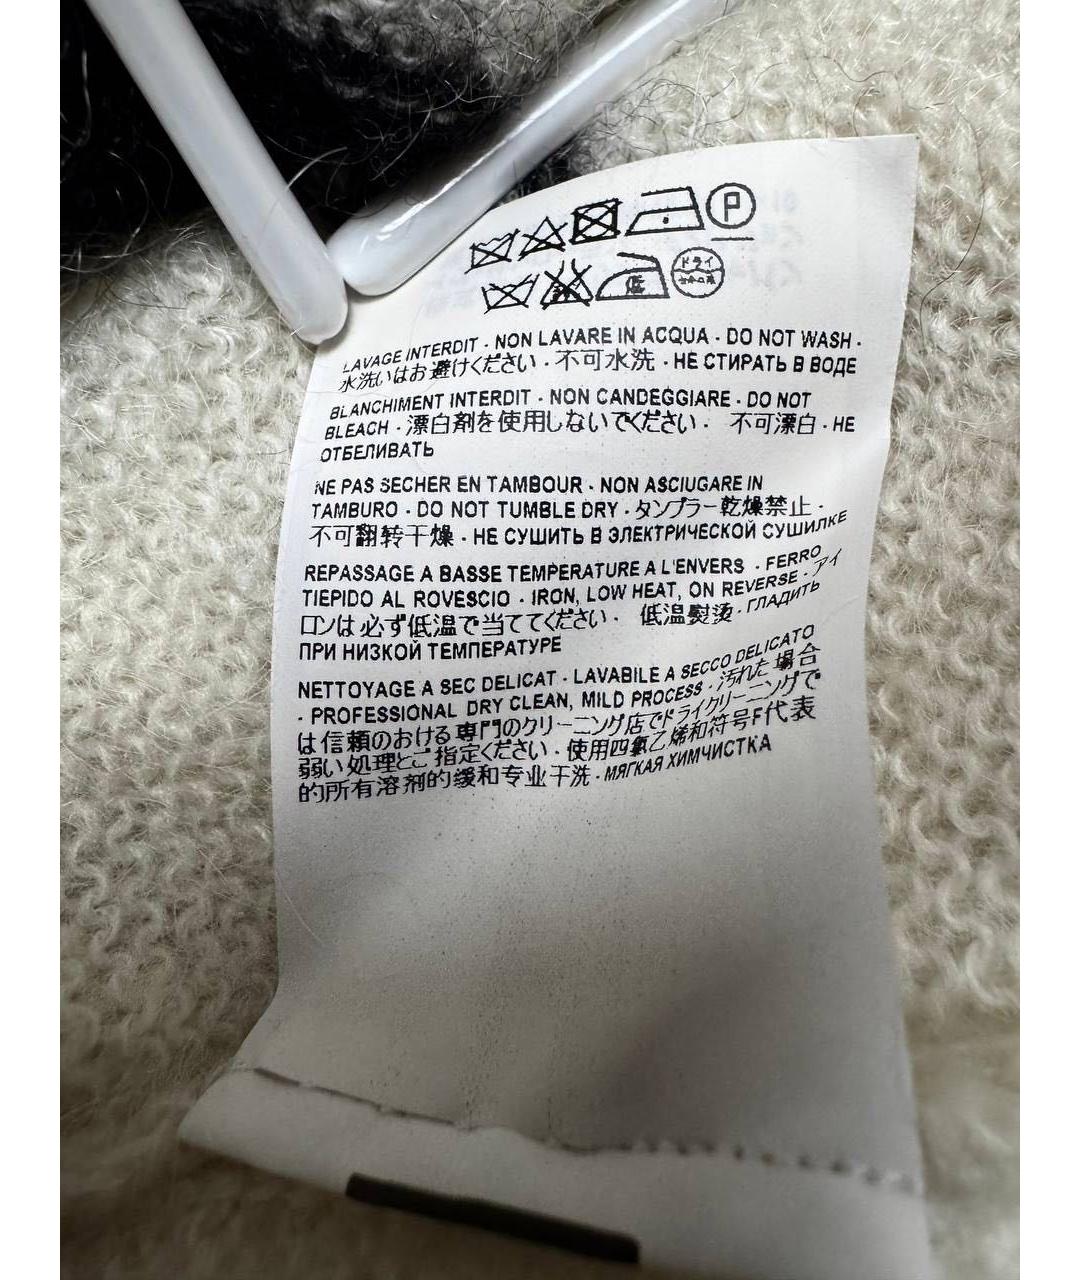 P
ドライ
低
LAVAGE INTERDIT - NON LAVARE IN ACQUA - DO NOT WASH -
水洗いはお避けください - 不可水洗 - НЕ СТИРАТЬ В ВОДЕ
BLANCHIMENT INTERDIT - NON CANDEGGIARE - DO NOT
BLEACH - 漂白剤を使用しないでください - 不可漂白 - НЕ
ОТБЕЛИВАТЬ
NE PAS SECHER EN TAMBOUR - NON ASCIUGARE IN
TAMBURO - DO NOT TUMBLE DRY - タンブラー乾燥禁止 -
不可翻转干燥 - НЕ СУШИТЬ В ЭЛЕКТРИЧЕСКОЙ СУШИЛКЕ
REPASSAGE A BASSE TEMPERATURE A L'ENVERS - FERRO
TIEPIDO AL ROVESCIO - IRON, LOW HEAT, ON REVERSE - アイ
ロンは必ず低温で当ててください - 低温熨烫 - ГЛАДИТЬ
ПРИ НИЗКОЙ ТЕМПЕРАТУРЕ
NETTOYAGE A SEC DELICAT - LAVABILE A SECCO DELICATO
- PROFESSIONAL DRY CLEAN, MILD PROCESS - 汚れた場合
は信頼のおける専門のクリーニング店でドライクリーニングで
弱い処理とご指定ください - 使用四氯乙烯和符号F代表
的所有溶剂的缓和专业干洗 - МЯГКАЯ ХИМЧИСТКА